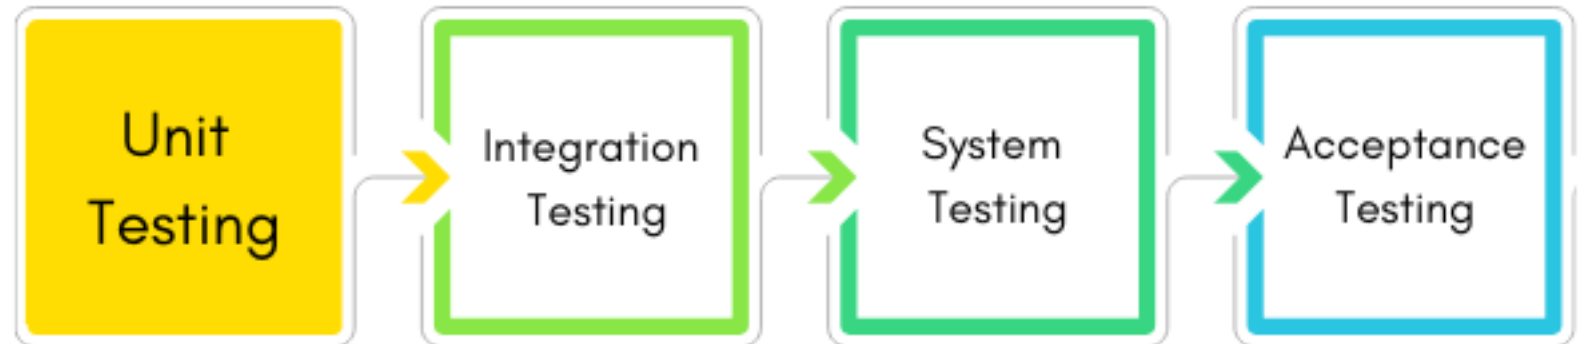 Unit
Testing
Integration
Testing
System
Testing
Acceptance
Testing